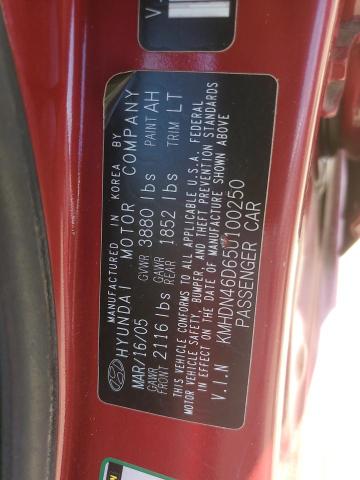 MANUFACTURED IN KOREA BY
HYUNDAI MOTOR COMPANY
MAR/16/05 GVWR 3880 lbs PAINT AH
GAWR FRONT 2116 lbs GAWR REAR 1852 lbs TRIM LT
THIS VEHICLE CONFORMS TO ALL APPLICABLE U.S.A. FEDERAL
MOTOR VEHICLE SAFETY, BUMPER, AND THEFT PREVENTION STANDARDS
IN EFFECT ON THE DATE OF MANUFACTURE SHOWN ABOVE
V.I.N KMHDN46D65 100250
PASSENGER CAR
V.I